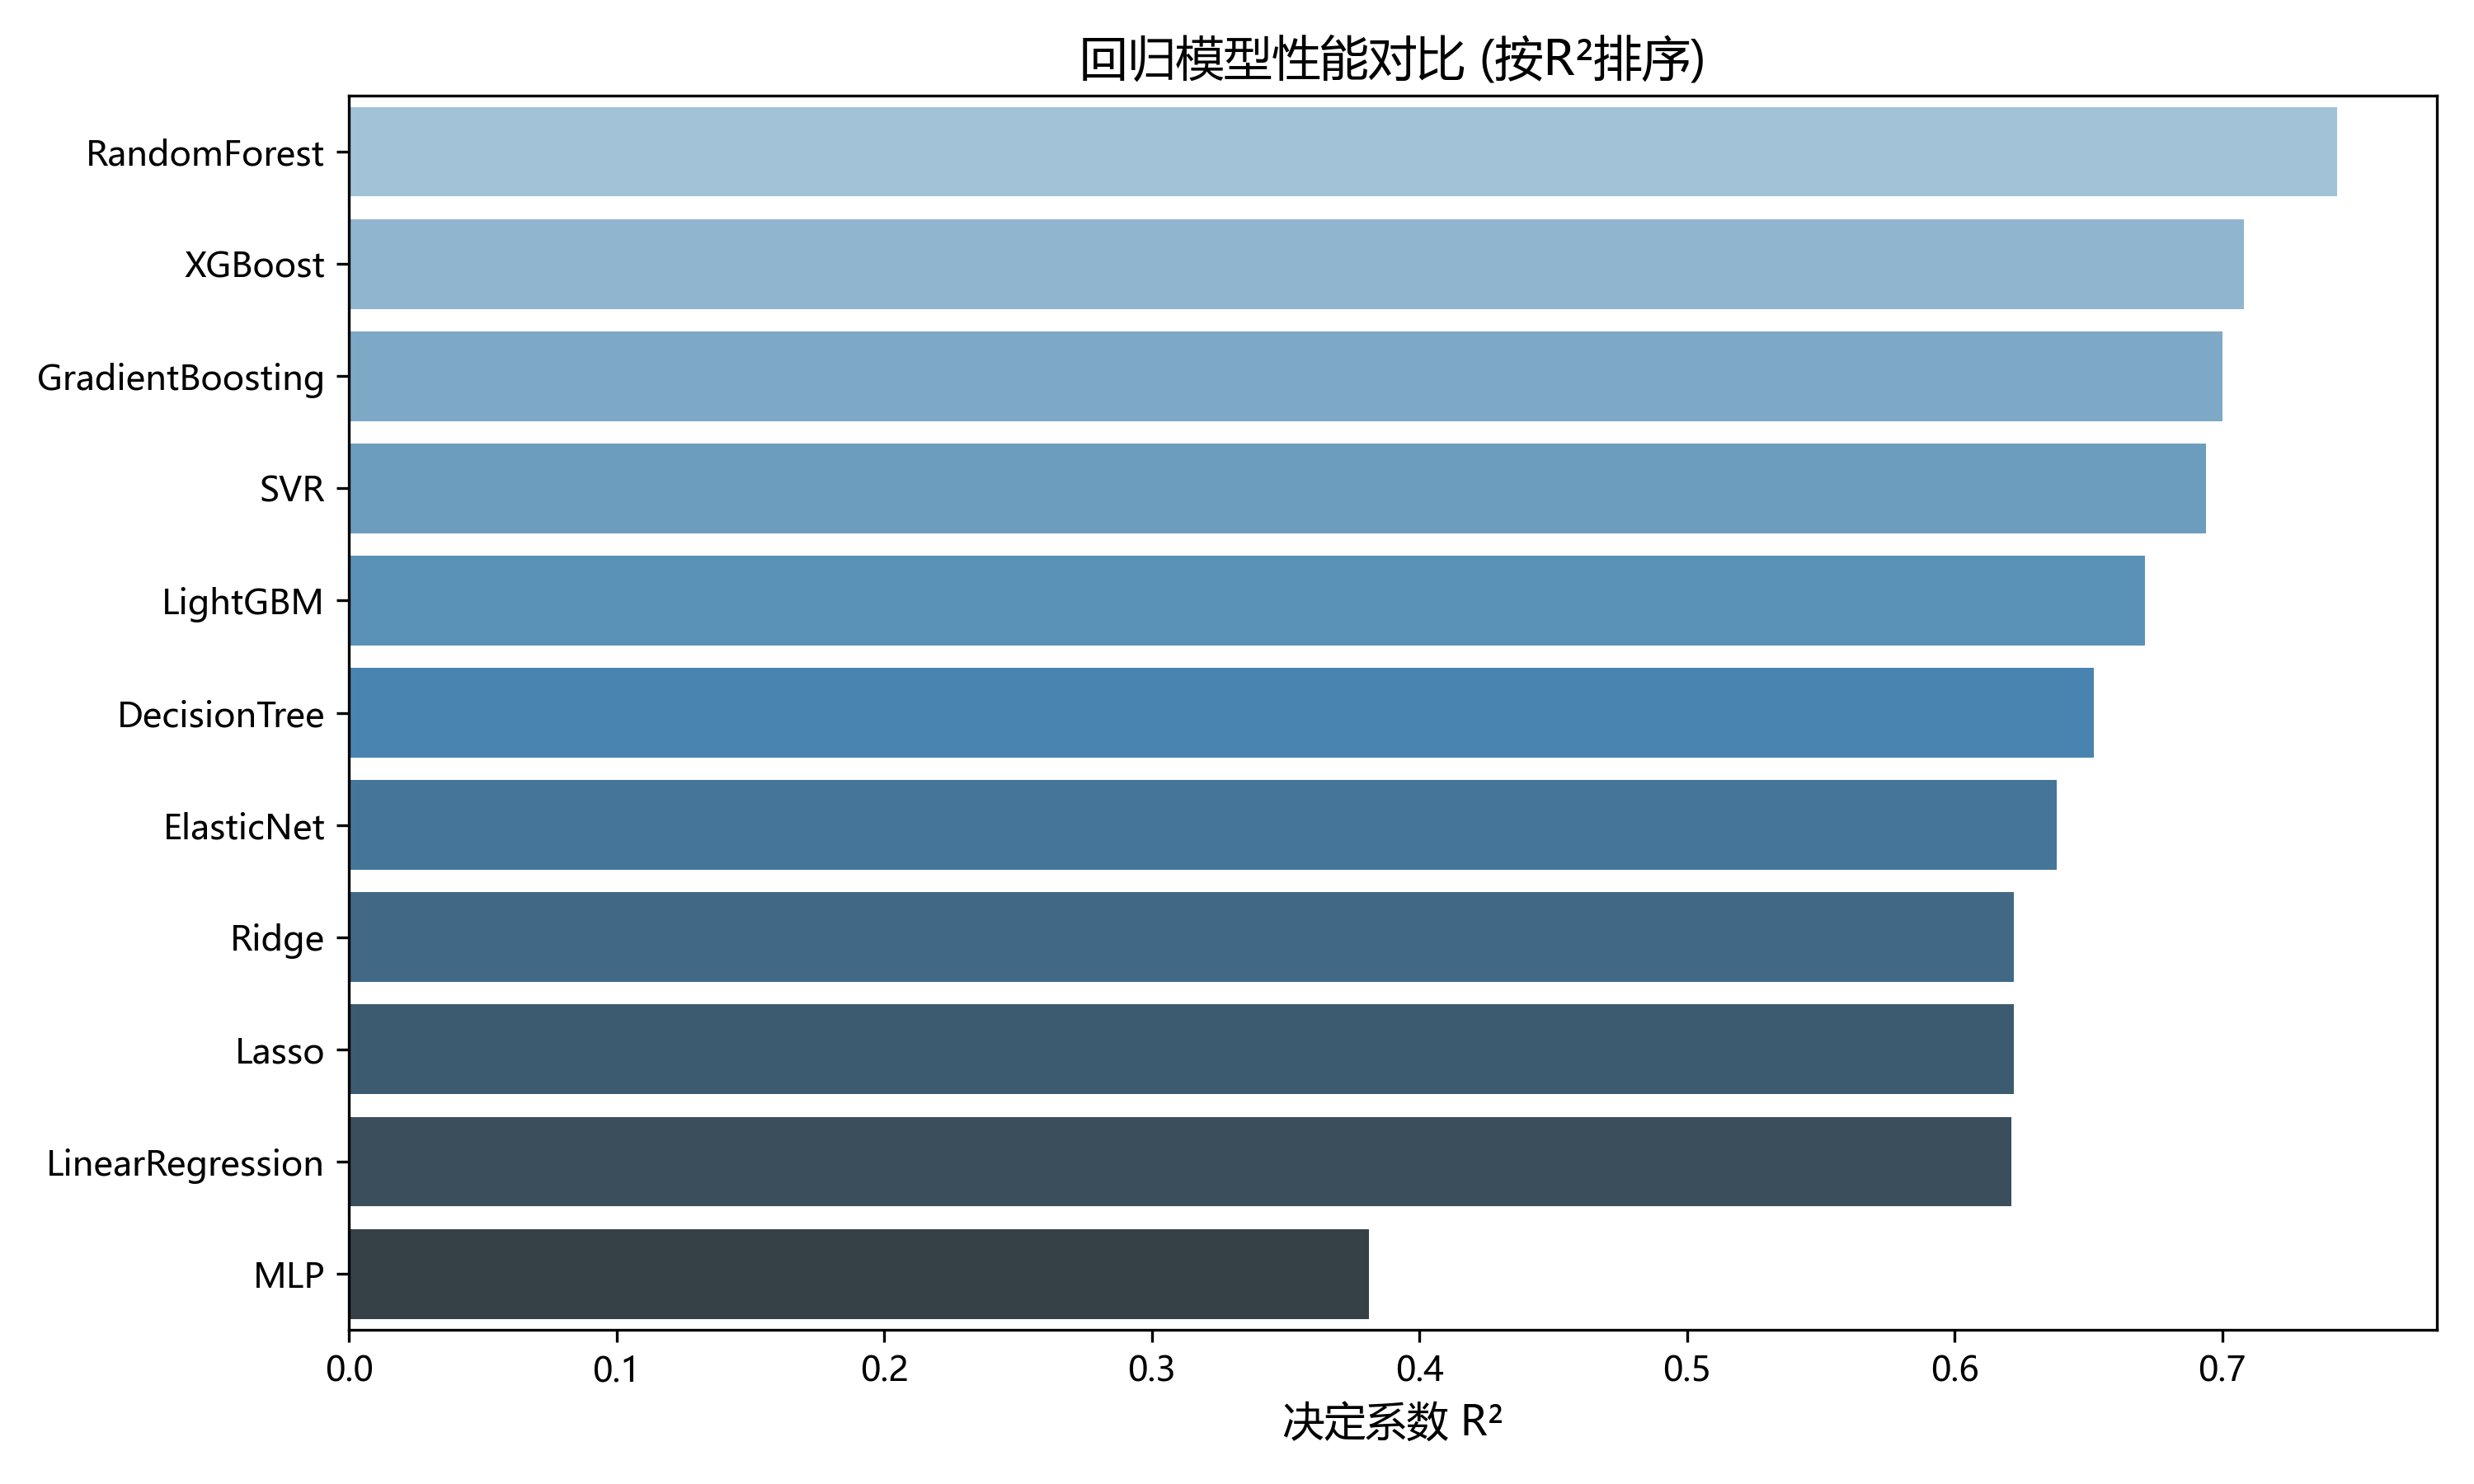 回归模型性能对比 (按R²排序)
RandomForest
XGBoost
GradientBoosting
SVR
LightGBM
DecisionTree
ElasticNet
Ridge
Lasso
LinearRegression
MLP
0.0 0.1 0.2 0.3 0.4 0.5 0.6 0.7
决定系数 R²